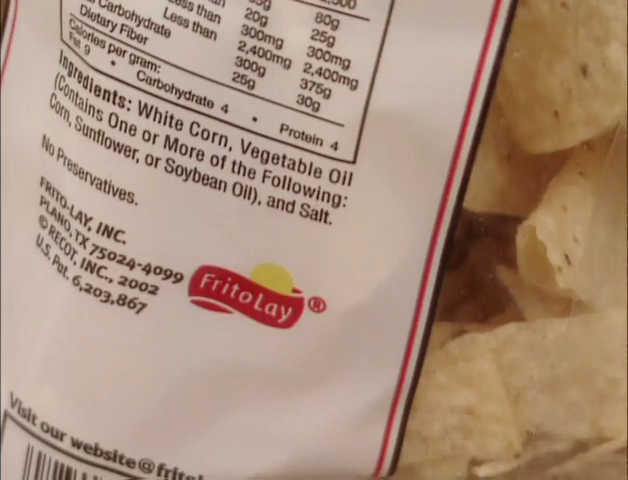 Less than 20g 25g
Less than 300mg 300mg
2,400mg 2,400mg
Carbohydrate 300g 375g
Dietary Fiber 25g 30g
Calories per gram:
Fat 9 • Carbohydrate 4 • Protein 4
Ingredients: White Corn, Vegetable Oil
(Contains One or More of the Following:
Corn, Sunflower, or Soybean Oil), and Salt.
No Preservatives.
FRITO-LAY, INC.
PLANO, TX 75024-4099
© RECOT, INC., 2002
U.S. Pat. 6,203,867
FritoLay®
Visit our website@